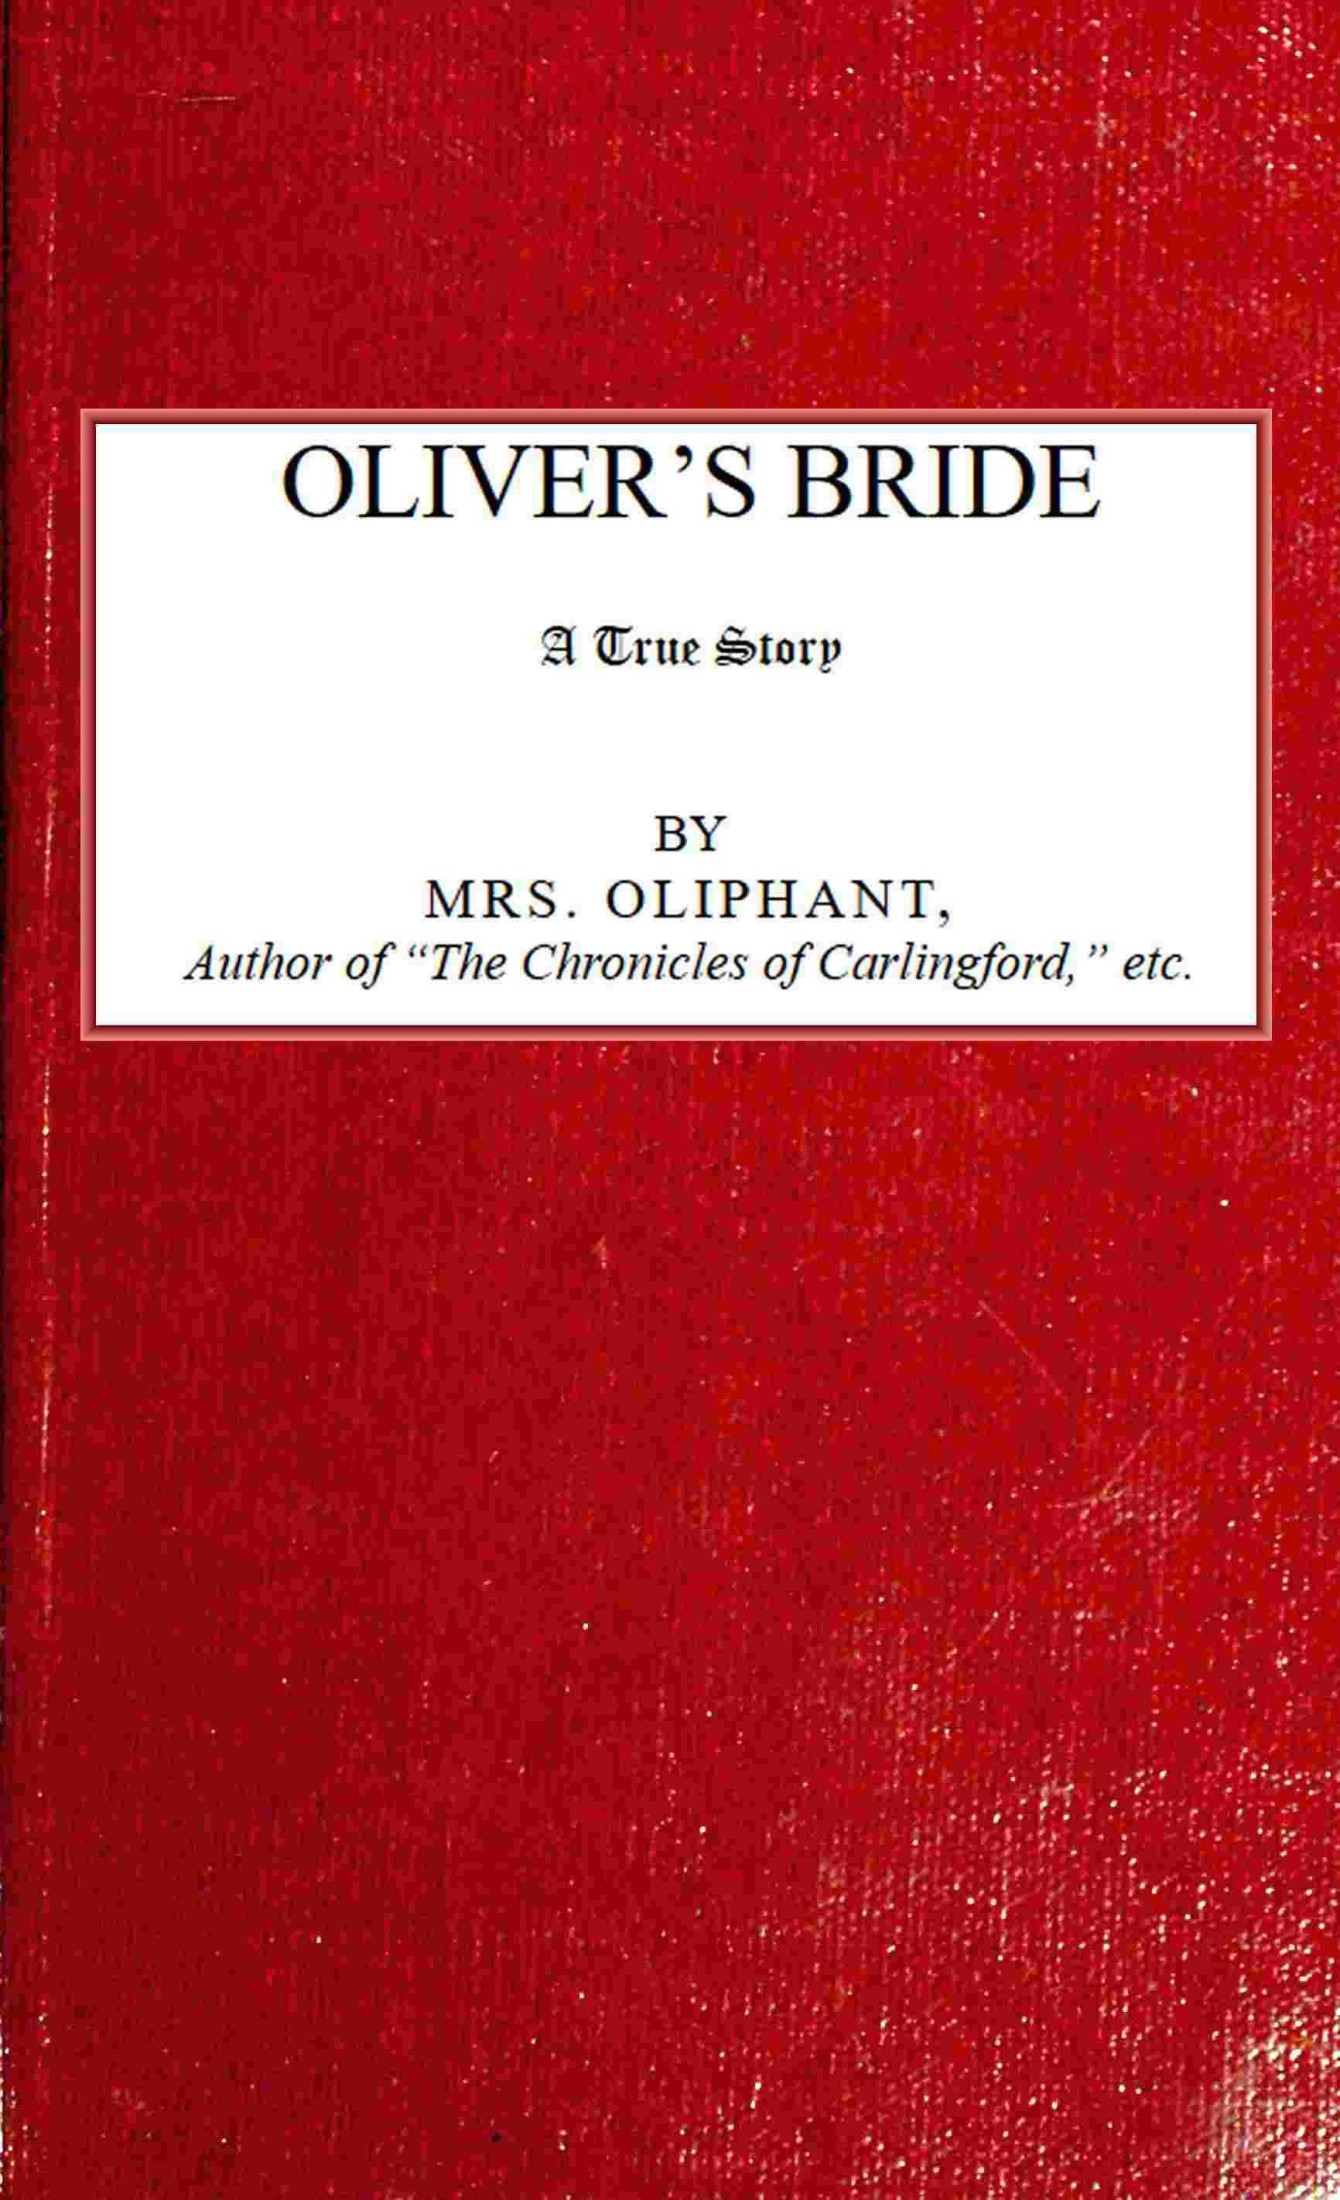 OLIVER’S BRIDE
A True Story
BY
MRS. OLIPHANT,
Author of “The Chronicles of Carlingford,” etc.